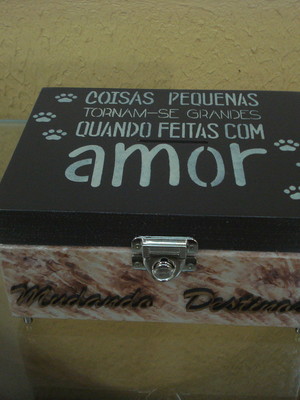 COISAS PEQUENAS
TORNAM-SE GRANDES
QUANDO FEITAS COM
amor
Mudando